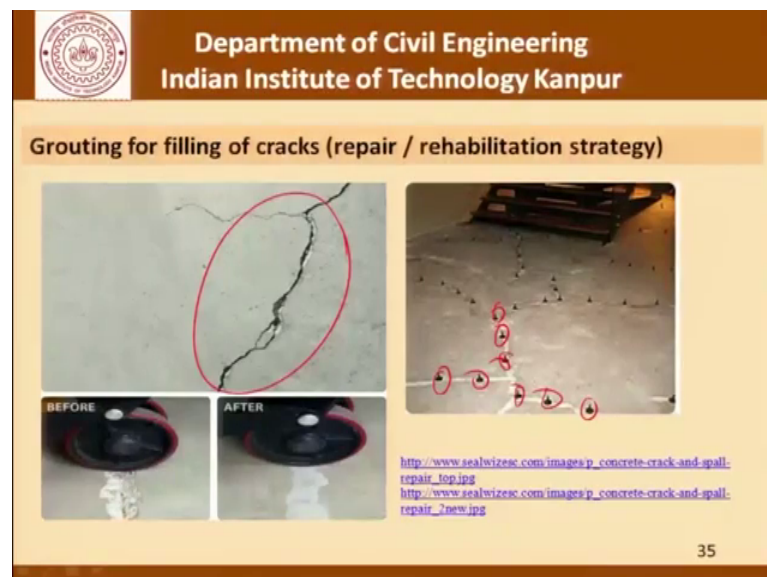 Department of Civil Engineering
Indian Institute of Technology Kanpur
Grouting for filling of cracks (repair / rehabilitation strategy)
BEFORE
AFTER
http://www.sealwizesc.com/images/p_concrete-crack-and-spall-
repair_top.jpg
http://www.sealwizesc.com/images/p_concrete-crack-and-spall-
repair_2new.jpg
35